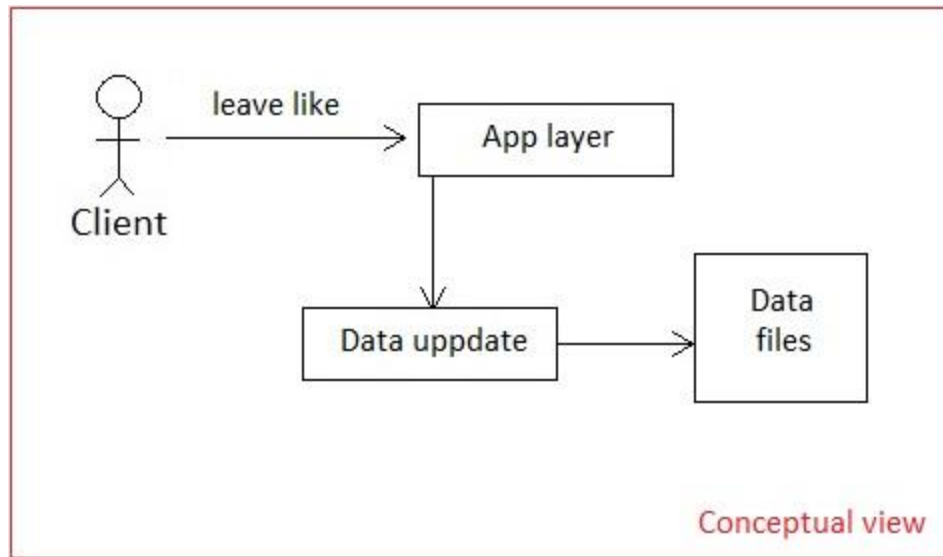 leave like
App layer
Client
Data uppdate
Data
files
Conceptual view